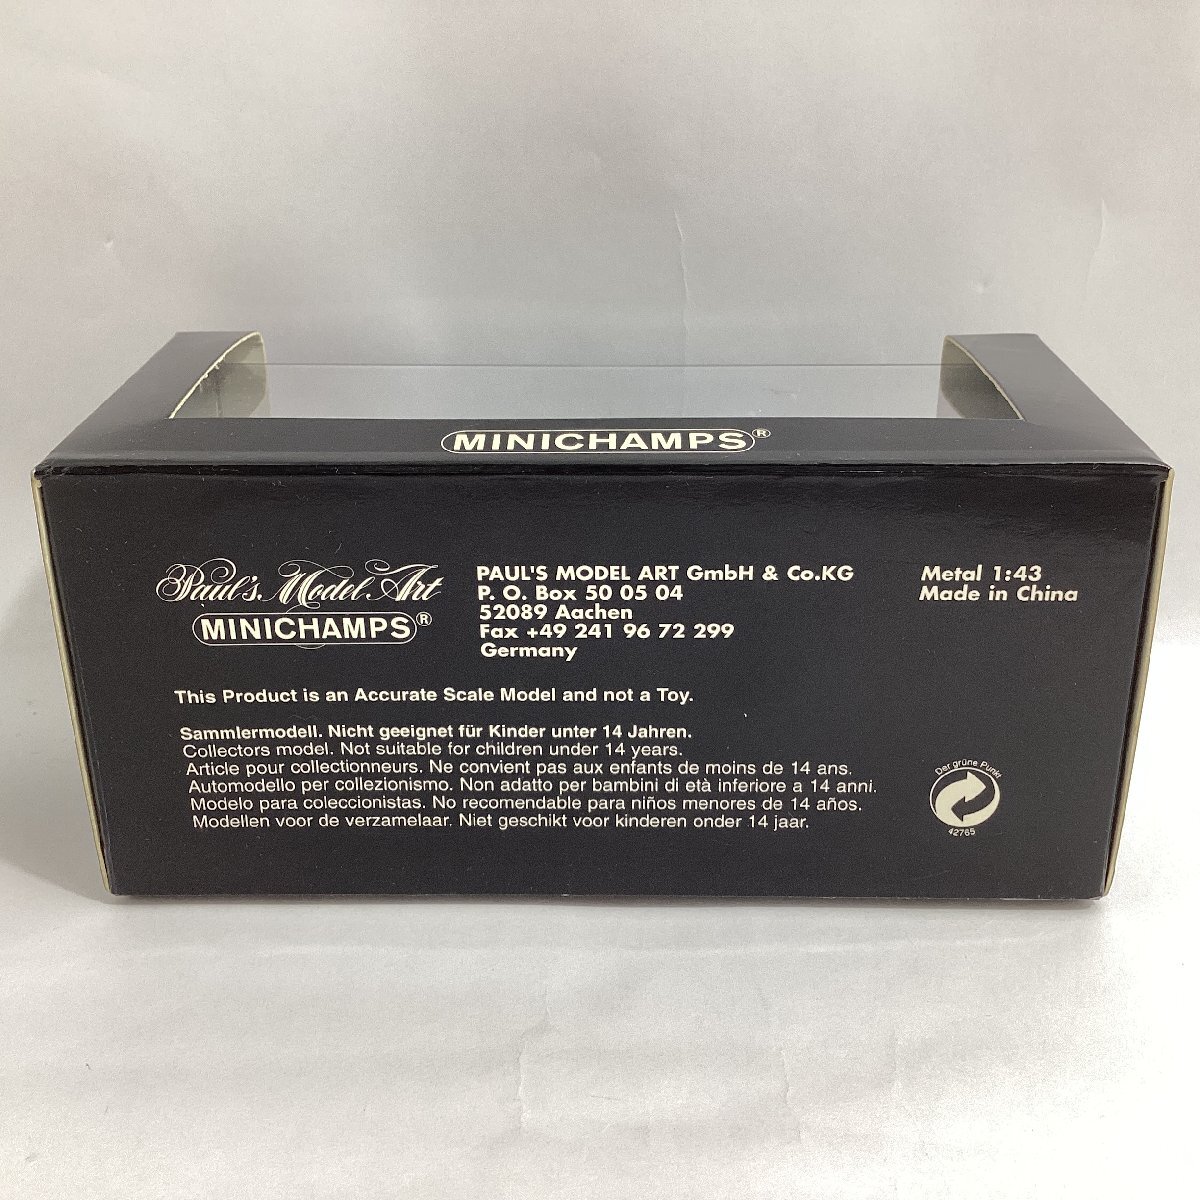 MINICHAMPS®
Paul's Model Art
MINICHAMPS®
PAUL'S MODEL ART GmbH & Co.KG
P. O. Box 50 05 04
52089 Aachen
Fax +49 241 96 72 299
Germany
Metal 1:43
Made in China
This Product is an Accurate Scale Model and not a Toy.
Sammlermodell. Nicht geeignet für Kinder unter 14 Jahren.
Collectors model. Not suitable for children under 14 years.
Article pour collectionneurs. Ne convient pas aux enfants de moins de 14 ans.
Automodello per collezionismo. Non adatto per bambini di età inferiore a 14 anni.
Modelo para coleccionistas. No recomendable para niños menores de 14 años.
Modellen voor de verzamelaar. Niet geschikt voor kinderen onder 14 jaar.
Der grüne Punkt
42765